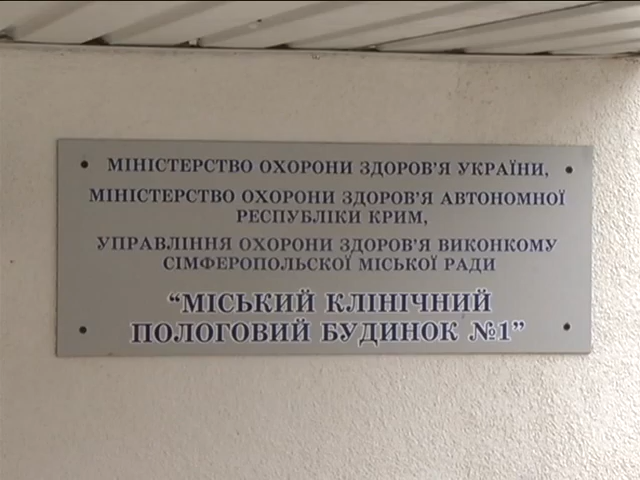 МІНІСТЕРСТВО ОХОРОНИ ЗДОРОВ'Я УКРАЇНИ,
МІНІСТЕРСТВО ОХОРОНИ ЗДОРОВ'Я АВТОНОМНОЇ
РЕСПУБЛІКИ КРИМ,
УПРАВЛІННЯ ОХОРОНИ ЗДОРОВ'Я ВИКОНКОМУ
СІМФЕРОПОЛЬСКОЇ МІСЬКОЇ РАДИ
“МІСЬКИЙ КЛІНІЧНИЙ
ПОЛОГОВИЙ БУДИНОК №1”